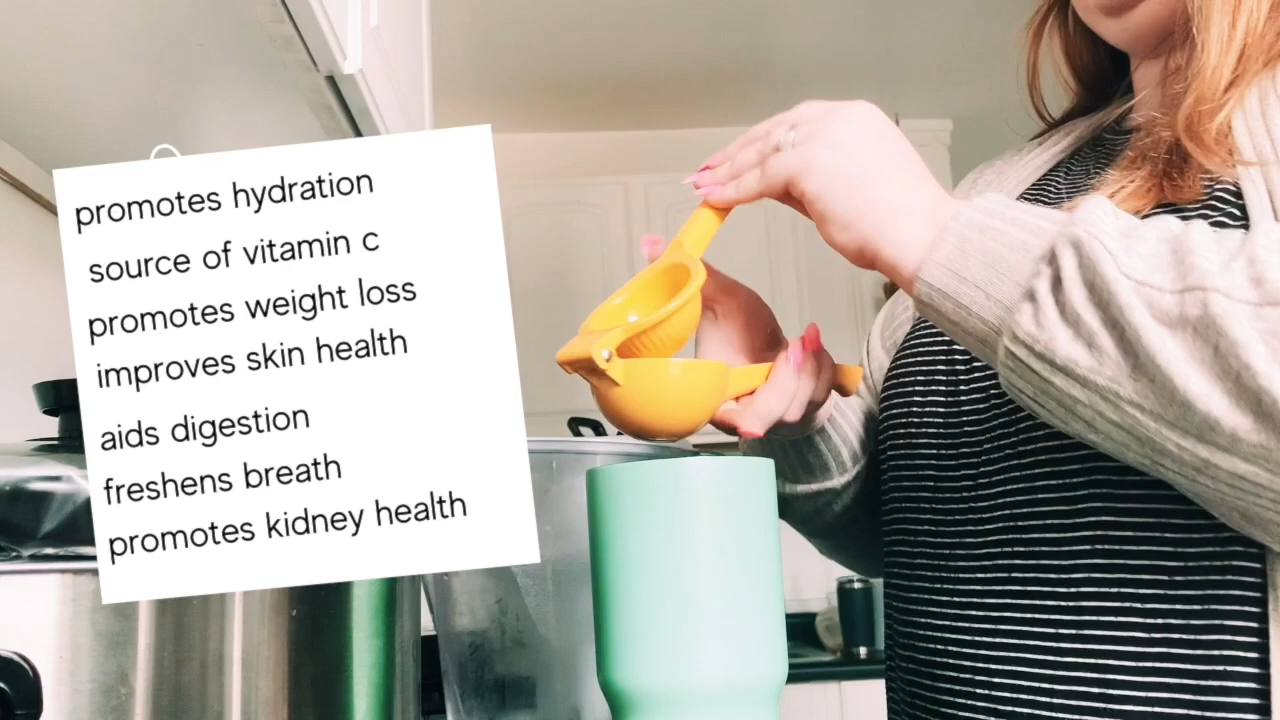 promotes hydration
source of vitamin c
promotes weight loss
improves skin health
aids digestion
freshens breath
promotes kidney health